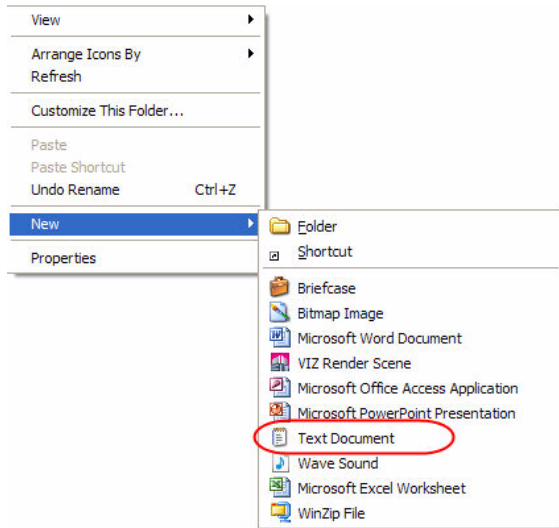 View
Arrange Icons By
Refresh
Customize This Folder...
Paste
Paste Shortcut
Undo Rename Ctrl+Z
New
Properties
Folder
Shortcut
Briefcase
Bitmap Image
Microsoft Word Document
VIZ Render Scene
Microsoft Office Access Application
Microsoft PowerPoint Presentation
Text Document
Wave Sound
Microsoft Excel Worksheet
WinZip File